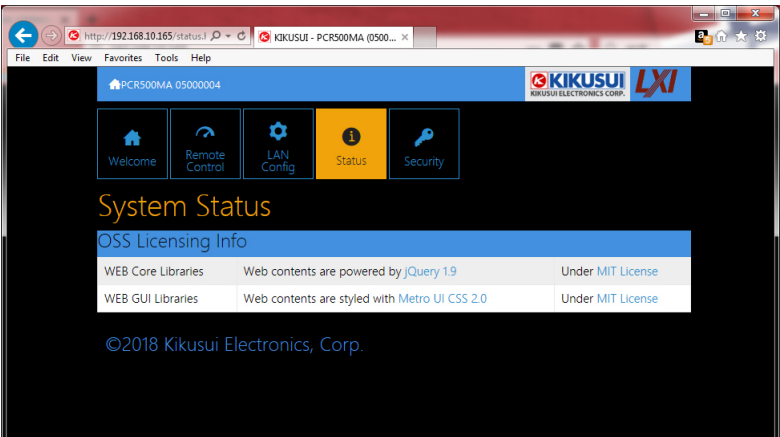 http://192.168.10.165/status.l
KIKUSUI - PCR500MA (0500...
File Edit View Favorites Tools Help
PCR500MA 05000004
KIKUSUI
KIKUSUI ELECTRONICS CORP.
LXI
Welcome
Remote
Control
LAN
Config
Status
Security
System Status
OSS Licensing Info
WEB Core Libraries Web contents are powered by jQuery 1.9 Under MIT License
WEB GUI Libraries Web contents are styled with Metro UI CSS 2.0 Under MIT License
©2018 Kikusui Electronics, Corp.